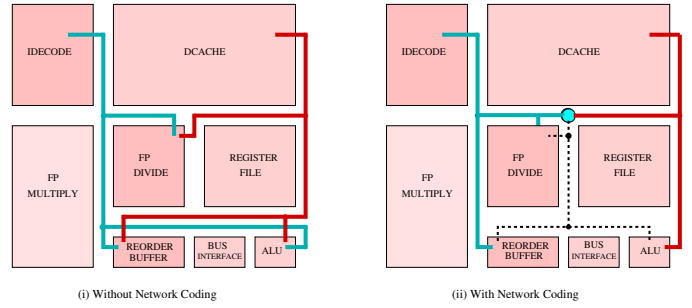 IDECODE
DCACHE
FP
MULTIPLY
FP
DIVIDE
REGISTER
FILE
REORDER
BUFFER
BUS
INTERFACE
ALU
(i) Without Network Coding
IDECODE
DCACHE
FP
MULTIPLY
FP
DIVIDE
REGISTER
FILE
REORDER
BUFFER
BUS
INTERFACE
ALU
(ii) With Network Coding